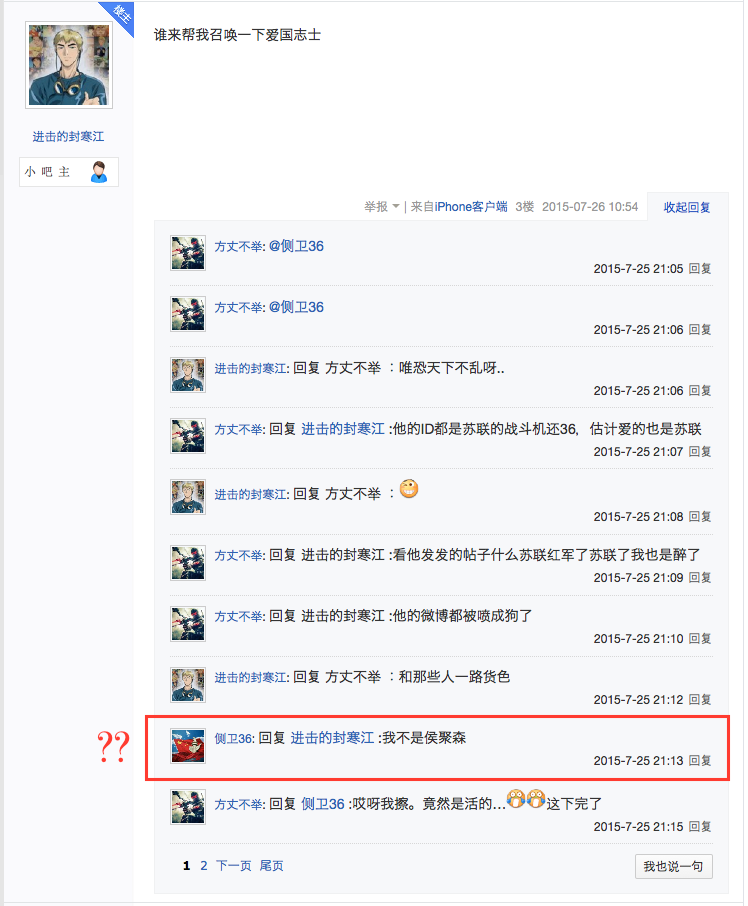 楼主
谁来帮我召唤一下爱国志士
进击的封寒江
小吧主
举报 | 来自iPhone客户端 3楼 2015-07-26 10:54 收起回复
方丈不举: @侧卫36
2015-7-25 21:05 回复
方丈不举: @侧卫36
2015-7-25 21:06 回复
进击的封寒江: 回复 方丈不举 ：唯恐天下不乱呀..
2015-7-25 21:06 回复
方丈不举: 回复 进击的封寒江 :他的ID都是苏联的战斗机还36，估计爱的也是苏联
2015-7-25 21:07 回复
进击的封寒江: 回复 方丈不举 ：
2015-7-25 21:08 回复
方丈不举: 回复 进击的封寒江 :看他发发的帖子什么苏联红军了苏联了我也是醉了
2015-7-25 21:09 回复
方丈不举: 回复 进击的封寒江 :他的微博都被喷成狗了
2015-7-25 21:10 回复
进击的封寒江: 回复 方丈不举 ：和那些人一路货色
2015-7-25 21:12 回复
??
侧卫36: 回复 进击的封寒江 :我不是侯聚森
2015-7-25 21:13 回复
方丈不举: 回复 侧卫36 :哎呀我擦。竟然是活的...这下完了
2015-7-25 21:15 回复
1 2 下一页 尾页
我也说一句